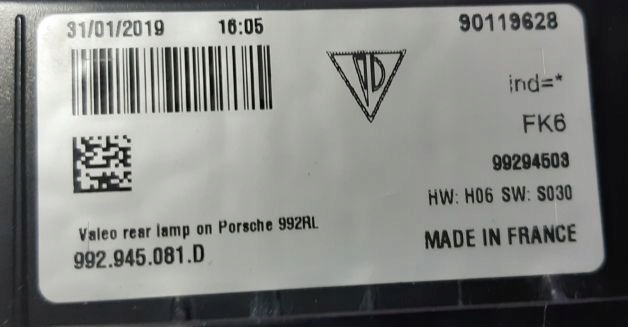 31/01/2019 16:05
90119628
ind=*
FK6
99294503
HW: H06 SW: S030
Valeo rear lamp on Porsche 992RL
992.945.081.D
MADE IN FRANCE